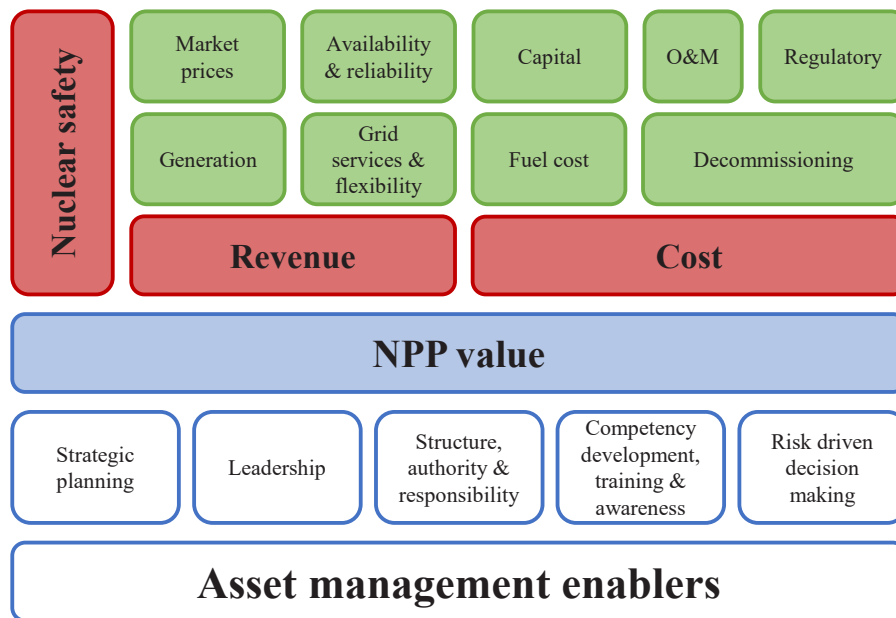 Nuclear safety
Market
prices
Availability
& reliability
Capital
O&M
Regulatory
Generation
Grid
services &
flexibility
Fuel cost
Decommissioning
Revenue
Cost
NPP value
Strategic
planning
Leadership
Structure,
authority &
responsibility
Competency
development,
training &
awareness
Risk driven
decision
making
Asset management enablers